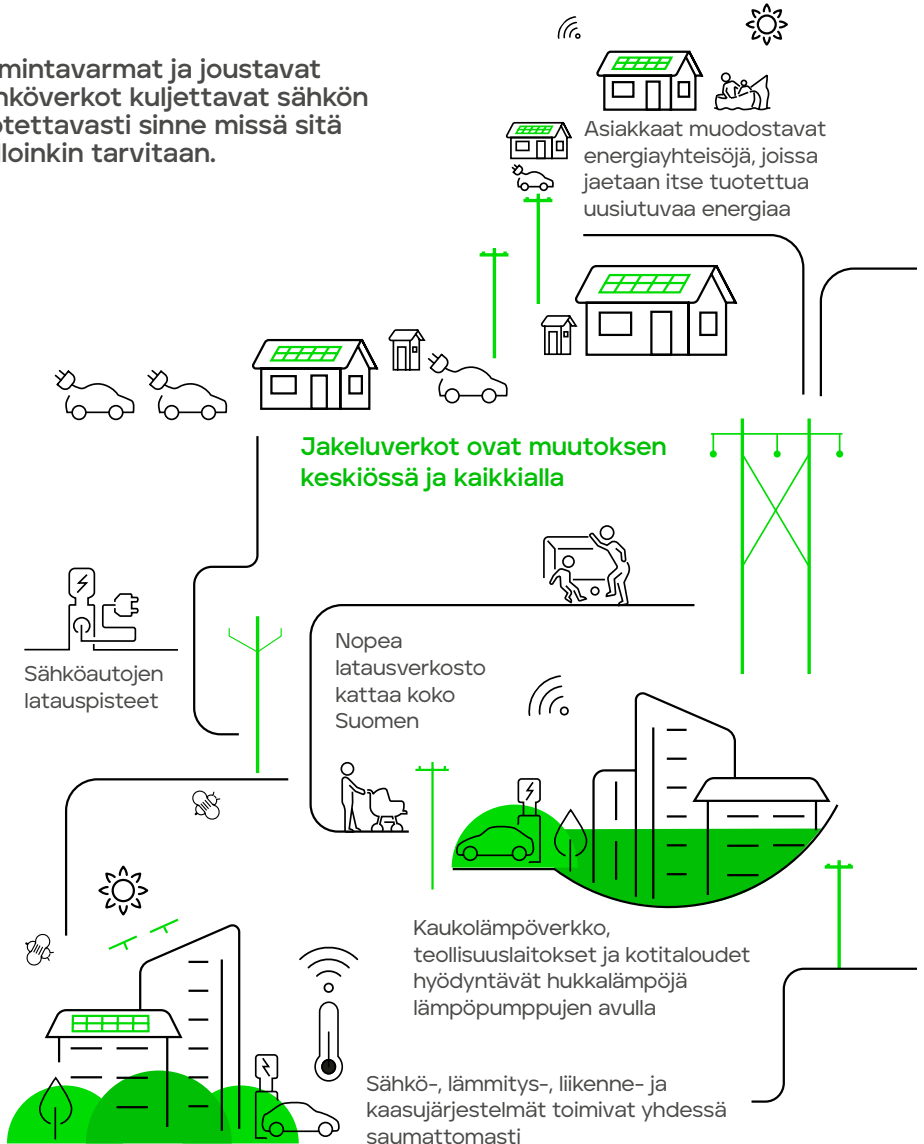 mintavarmat ja joustavat
hköverkot kuljettavat sähkön
otettavasti sinne missä sitä
lloinkin tarvitaan.
Asiakkaat muodostavat
energiayhteisöjä, joissa
jaetaan itse tuotettua
uusiutuvaa energiaa
Jakeluverkot ovat muutoksen
keskiössä ja kaikkialla
Sähköautojen
latauspisteet
Nopea
latausverkosto
kattaa koko
Suomen
Kaukolämpöverkko,
teollisuuslaitokset ja kotitaloudet
hyödyntävät hukkalämpöjä
lämpöpumppujen avulla
Sähkö-, lämmitys-, liikenne- ja
kaasujärjestelmät toimivat yhdessä
saumattomasti